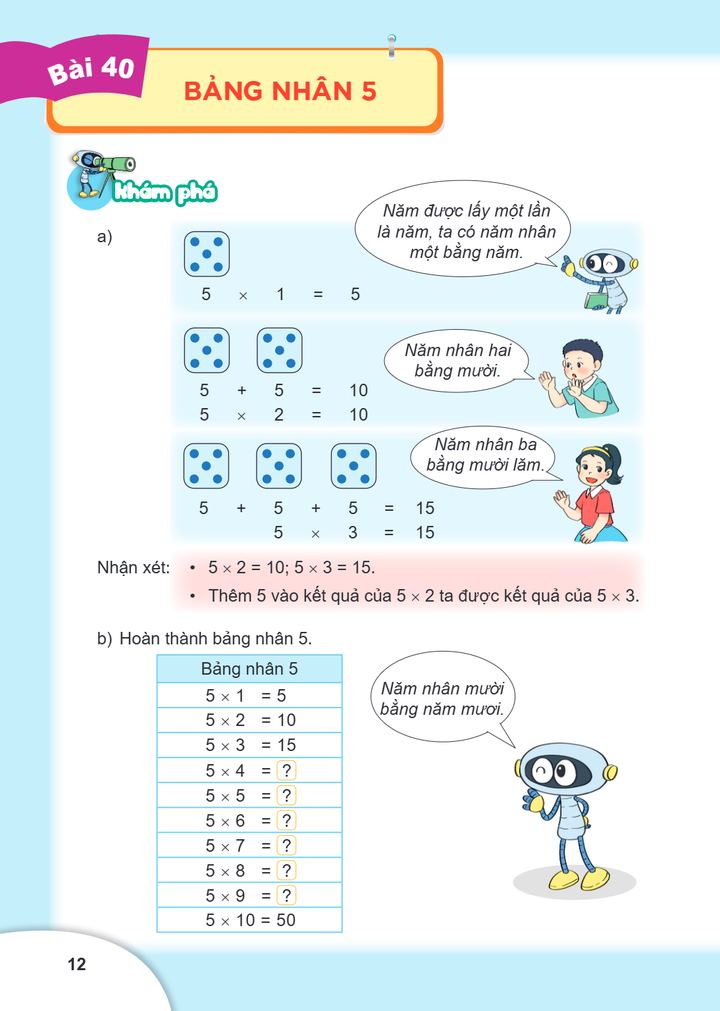 Bài 40
BẢNG NHÂN 5
khám phá
a)
Năm được lấy một lần
là năm, ta có năm nhân
một bằng năm.
5 × 1 = 5
Năm nhân hai
bằng mười.
5 + 5 = 10
5 × 2 = 10
Năm nhân ba
bằng mười lăm.
5 + 5 + 5 = 15
5 × 3 = 15
Nhận xét: • 5 × 2 = 10; 5 × 3 = 15.
• Thêm 5 vào kết quả của 5 × 2 ta được kết quả của 5 × 3.
b) Hoàn thành bảng nhân 5.
Bảng nhân 5
5 × 1 = 5
5 × 2 = 10
5 × 3 = 15
5 × 4 = ?
5 × 5 = ?
5 × 6 = ?
5 × 7 = ?
5 × 8 = ?
5 × 9 = ?
5 × 10 = 50
Năm nhân mười
bằng năm mươi.
12